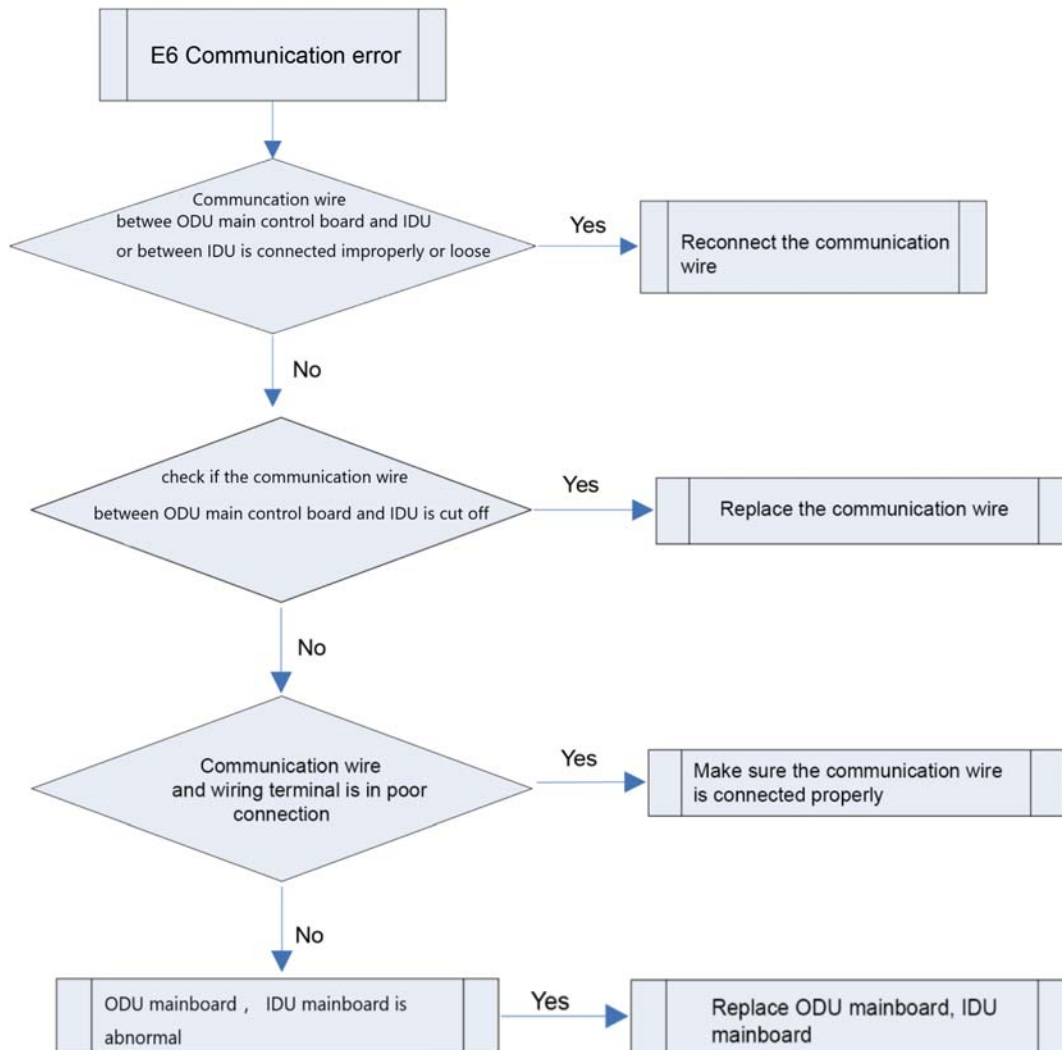 E6 Communication error
Communcation wire
betwee ODU main control board and IDU
or between IDU is connected improperly or loose
Yes
Reconnect the communication
wire
No
check if the communication wire
between ODU main control board and IDU is cut off
Yes
Replace the communication wire
No
Communication wire
and wiring terminal is in poor
connection
Yes
Make sure the communication wire
is connected properly
No
ODU mainboard , IDU mainboard is
abnormal
Yes
Replace ODU mainboard, IDU
mainboard